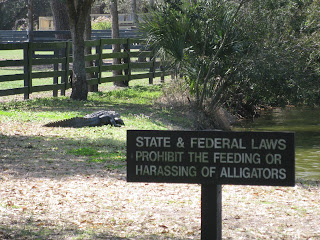 STATE & FEDERAL LAWS
PROHIBIT THE FEEDING OR
HARASSING OF ALLIGATORS